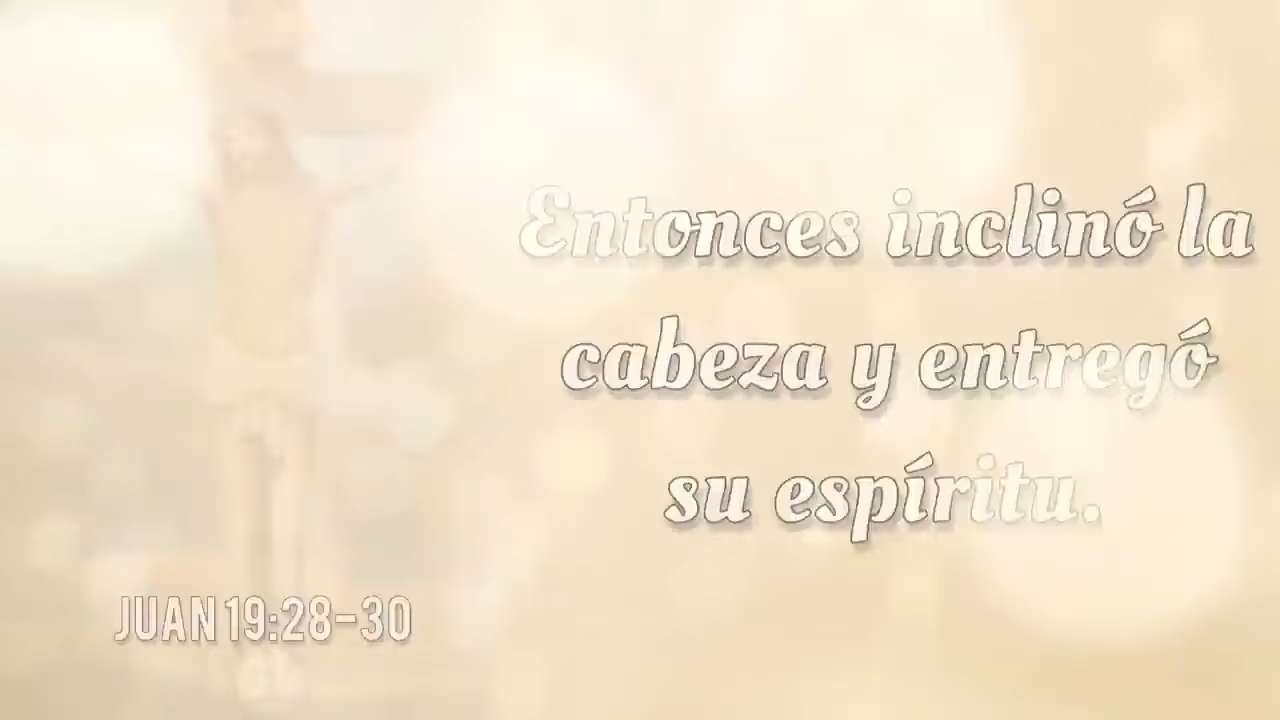 Entonces inclinó la
cabeza y entregó
su espíritu.
JUAN 19:28-30